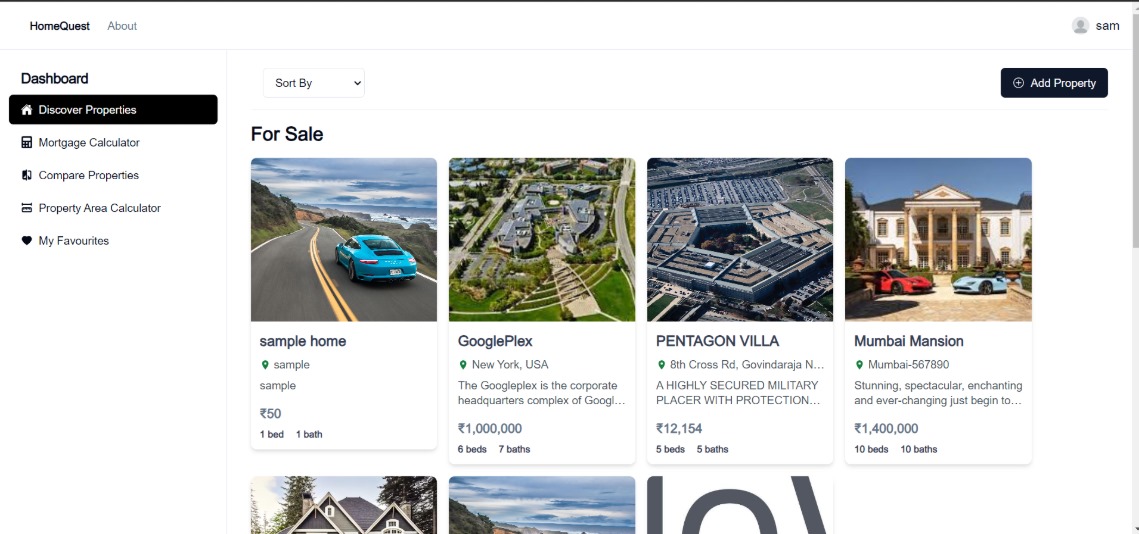 HomeQuest About sam
Dashboard
Discover Properties
Mortgage Calculator
Compare Properties
Property Area Calculator
My Favourites
Sort By
Add Property
For Sale
sample home
sample
sample
₹50
1 bed 1 bath
GooglePlex
New York, USA
The Googleplex is the corporate
headquarters complex of Googl...
₹1,000,000
6 beds 7 baths
PENTAGON VILLA
8th Cross Rd, Govindaraja N...
A HIGHLY SECURED MILITARY
PLACER WITH PROTECTION...
₹12,154
5 beds 5 baths
Mumbai Mansion
Mumbai-567890
Stunning, spectacular, enchanting
and ever-changing just begin to...
₹1,400,000
10 beds 10 baths